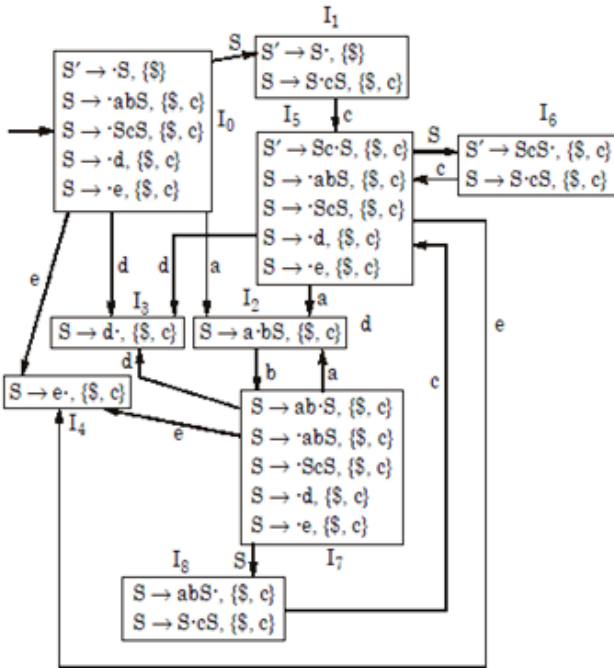 I₁
S
S′ → S·, {$}
S → S·cS, {$, c}
S′ → ·S, {$}
S → ·abS, {$, c}
S → ·ScS, {$, c}
S → ·d, {$, c}
S → ·e, {$, c}
I₀
c
I₅
S′ → Sc·S, {$, c}
S → ·abS, {$, c}
S → ·ScS, {$, c}
S → ·d, {$, c}
S → ·e, {$, c}
S
c
I₆
S′ → ScS·, {$, c}
S → S·cS, {$, c}
e
d
a
d
a
e
I₃
S → d·, {$, c}
I₂
S → a·bS, {$, c}
d
d
b
a
c
S → e·, {$, c}
I₄
e
S → ab·S, {$, c}
S → ·abS, {$, c}
S → ·ScS, {$, c}
S → ·d, {$, c}
S → ·e, {$, c}
I₇
S
I₈
S → abS·, {$, c}
S → S·cS, {$, c}